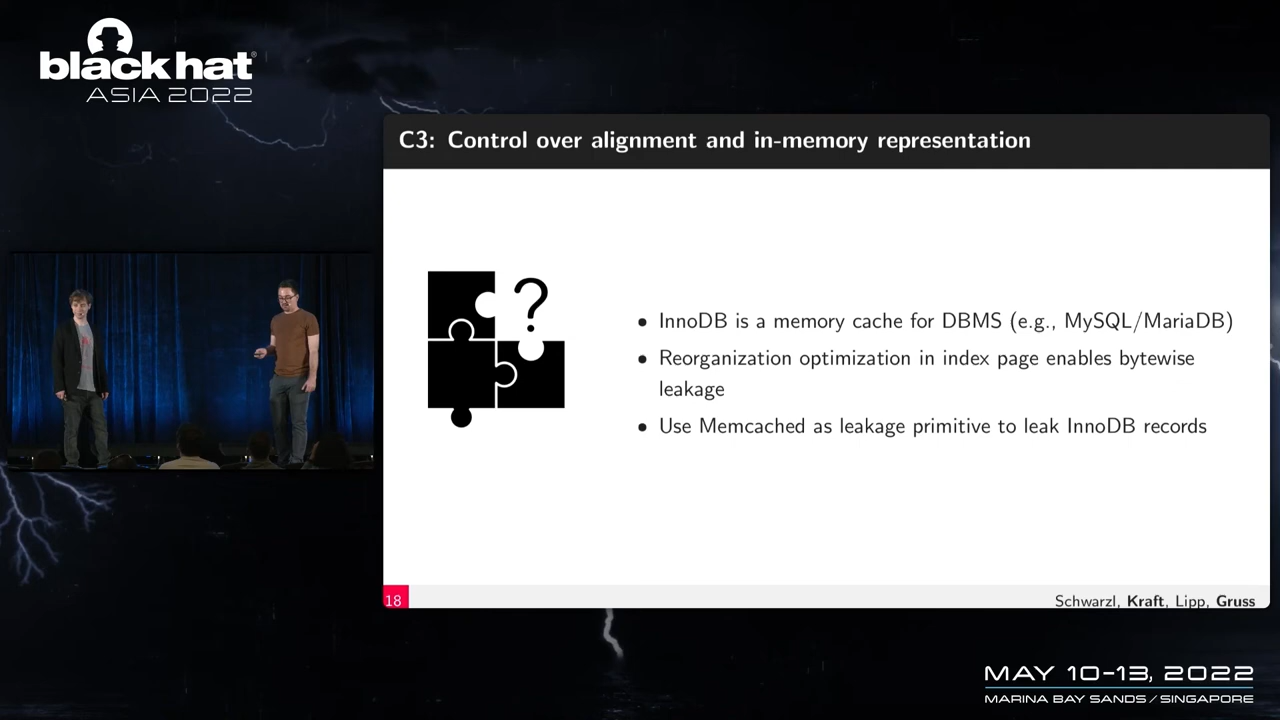 black hat®
ASIA 2022
C3: Control over alignment and in-memory representation
?
• InnoDB is a memory cache for DBMS (e.g., MySQL/MariaDB)
• Reorganization optimization in index page enables bytewise
leakage
• Use Memcached as leakage primitive to leak InnoDB records
18
Schwarzl, Kraft, Lipp, Gruss
MAY 10-13, 2022
MARINA BAY SANDS / SINGAPORE